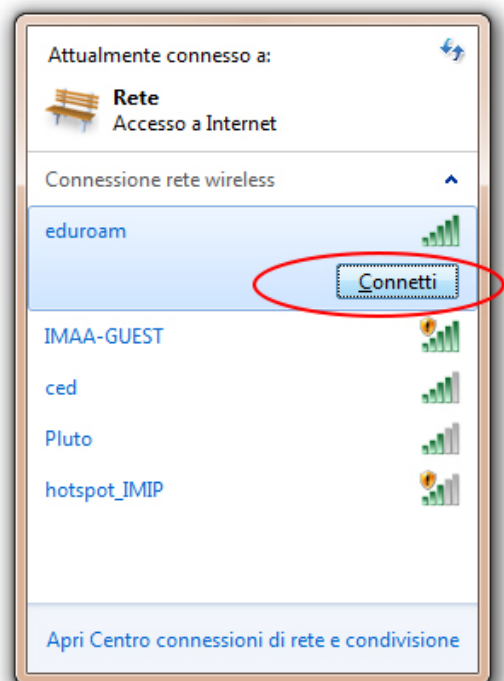 Attualmente connesso a:
Rete
Accesso a Internet
Connessione rete wireless
eduroam
Connetti
IMAA-GUEST
ced
Pluto
hotspot_IMIP
Apri Centro connessioni di rete e condivisione